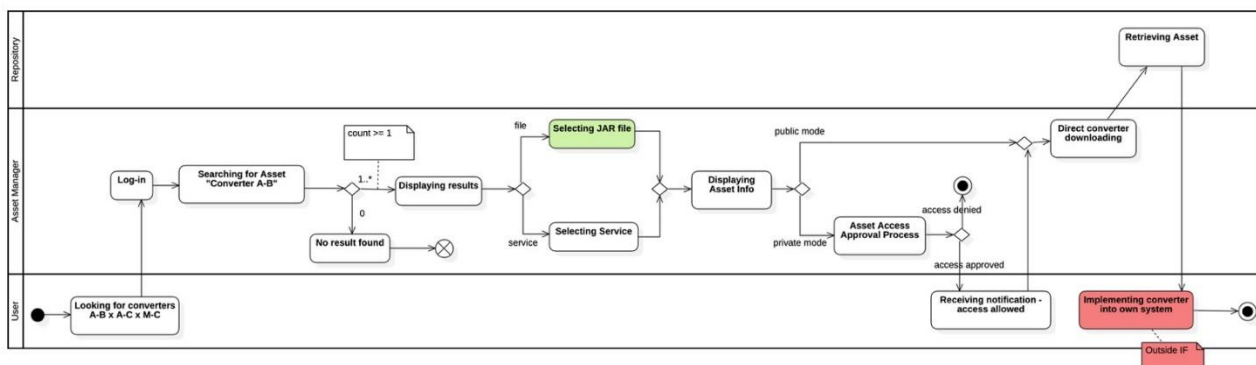 Repository
Retrieving Asset
Asset Manager
count >= 1
file
Selecting JAR file
public mode
Direct converter
downloading
Log-in
Searching for Asset
"Converter A-B"
1..*
Displaying results
Displaying
Asset Info
0
No result found
service
Selecting Service
private mode
Asset Access
Approval Process
access denied
access approved
User
Looking for converters
A-B x A-C x M-C
Receiving notification -
access allowed
Implementing converter
into own system
Outside IF